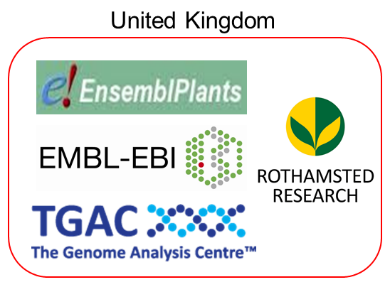 United Kingdom
e!EnsemblPlants
EMBL-EBI
ROTHAMSTED
RESEARCH
TGAC
The Genome Analysis Centre™